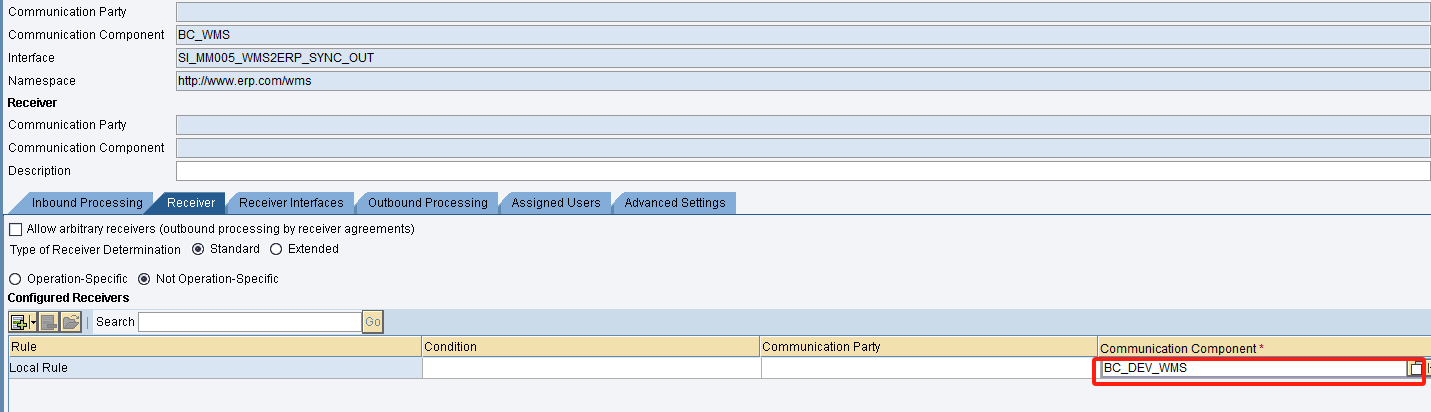 Communication Party
Communication Component BC_WMS
Interface SI_MM005_WMS2ERP_SYNC_OUT
Namespace http://www.erp.com/wms
Receiver
Communication Party
Communication Component
Description
Inbound Processing Receiver Receiver Interfaces Outbound Processing Assigned Users Advanced Settings
Allow arbitrary receivers (outbound processing by receiver agreements)
Type of Receiver Determination Standard Extended
Operation-Specific Not Operation-Specific
Configured Receivers
Search Go
Rule Condition Communication Party Communication Component *
Local Rule BC_DEV_WMS